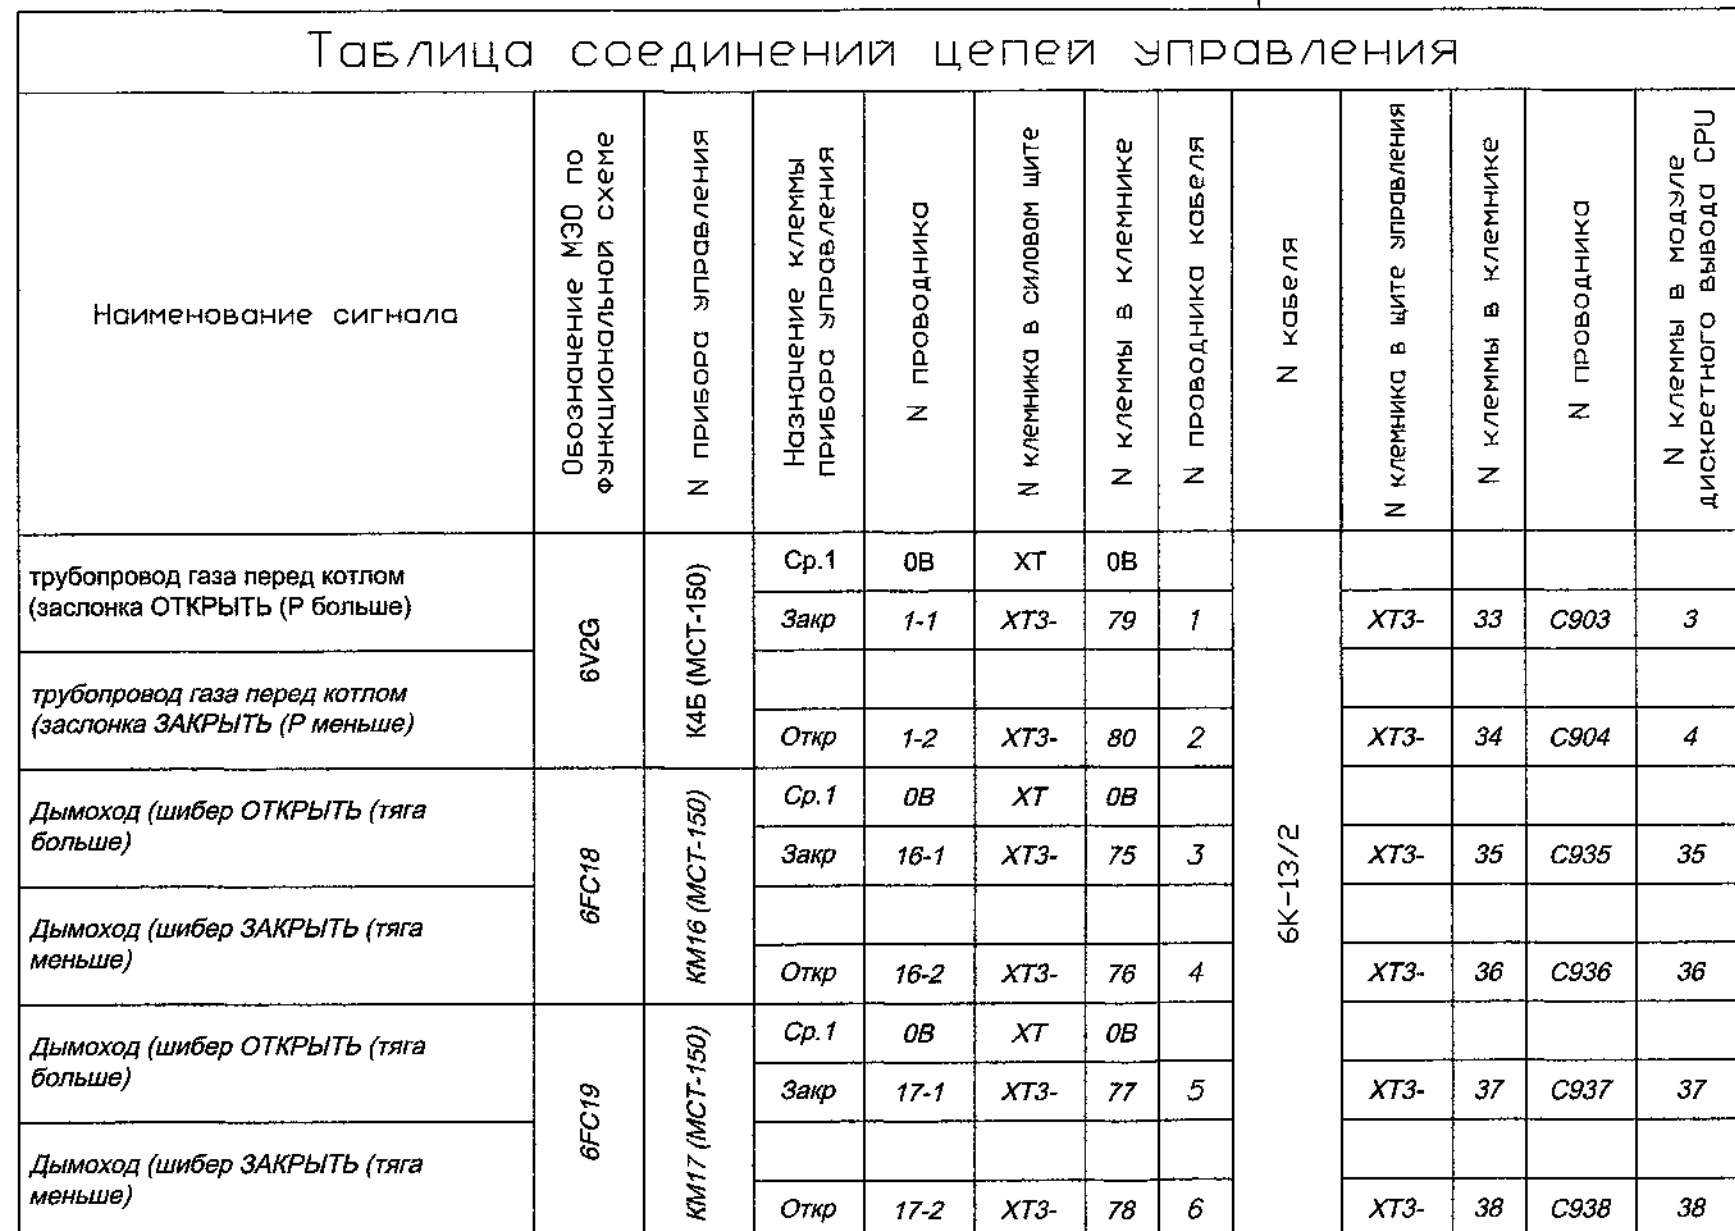 Таблица соединений цепей управления
Наименование сигнала
Обозначение МЭО по
функциональной схеме
N прибора управления
Назначение клеммы
прибора управления
N проводника
N клемника в силовом щите
N клеммы в клемнике
N проводника кабеля
N кабеля
N клемника в щите управления
N клеммы в клемнике
N проводника
N клеммы в модуле
дискретного вывода CPU
трубопровод газа перед котлом
(заслонка ОТКРЫТЬ (Р больше)
6V2G
К4Б (МСТ-150)
Ср.1 0В ХТ 0В
Закр 1-1 ХТ3- 79 1 ХТ3- 33 С903 3
трубопровод газа перед котлом
(заслонка ЗАКРЫТЬ (Р меньше)
Откр 1-2 ХТ3- 80 2 ХТ3- 34 С904 4
6К-13/2
Дымоход (шибер ОТКРЫТЬ (тяга
больше)
6FC18
КМ16 (МСТ-150)
Ср.1 0В ХТ 0В
Закр 16-1 ХТ3- 75 3 ХТ3- 35 С935 35
Дымоход (шибер ЗАКРЫТЬ (тяга
меньше)
Откр 16-2 ХТ3- 76 4 ХТ3- 36 С936 36
Дымоход (шибер ОТКРЫТЬ (тяга
больше)
6FC19
КМ17 (МСТ-150)
Ср.1 0В ХТ 0В
Закр 17-1 ХТ3- 77 5 ХТ3- 37 С937 37
Дымоход (шибер ЗАКРЫТЬ (тяга
меньше)
Откр 17-2 ХТ3- 78 6 ХТ3- 38 С938 38